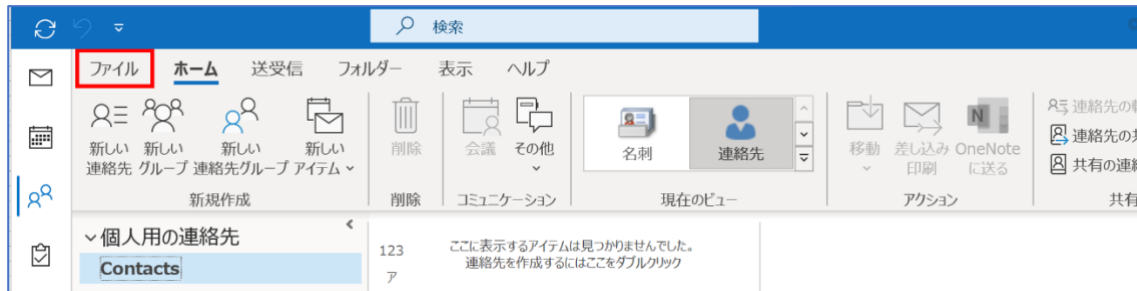 検索
ファイル ホーム 送受信 フォルダー 表示 ヘルプ
新しい 連絡先
新しい グループ
新しい 連絡先グループ
新しい アイテム
削除
会議
その他
名刺
連絡先
移動
差し込み 印刷
OneNote に送る
連絡先の
連絡先の共
共有の連絡
新規作成
削除
コミュニケーション
現在のビュー
アクション
共有
個人用の連絡先
Contacts
123
ア
ここに表示するアイテムは見つかりませんでした。
連絡先を作成するにはここをダブルクリック